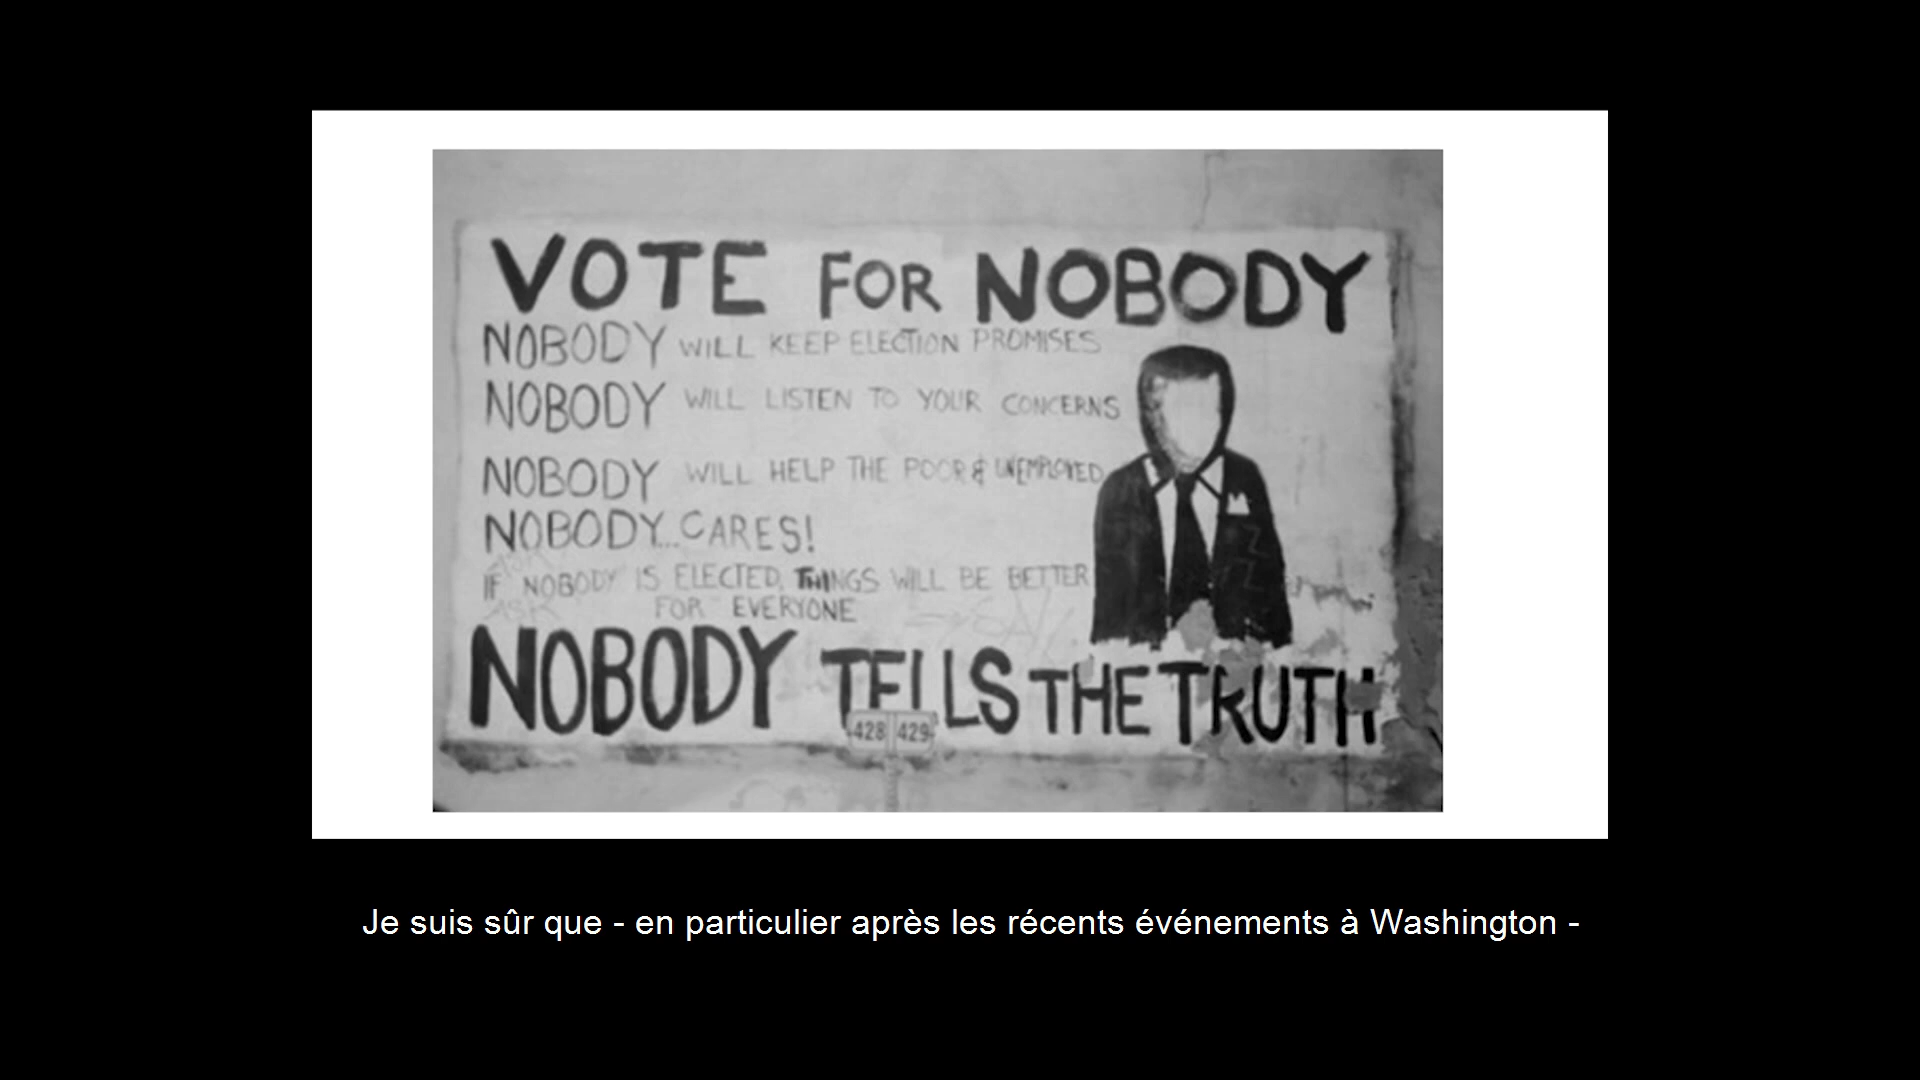 VOTE FOR NOBODY
NOBODY WILL KEEP ELECTION PROMISES
NOBODY WILL LISTEN TO YOUR CONCERNS
NOBODY WILL HELP THE POOR & UNEMPLOYED
NOBODY...CARES!
IF NOBODY IS ELECTED, THINGS WILL BE BETTER
ASK FOR EVERYONE
NOBODY TELLS THE TRUTH
428 429
Je suis sûr que - en particulier après les récents événements à Washington -